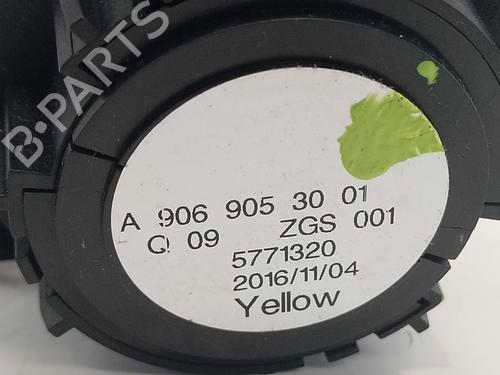 B-PARTS
A 906 905 30 01
Q 09 ZGS 001
5771320
2016/11/04
Yellow